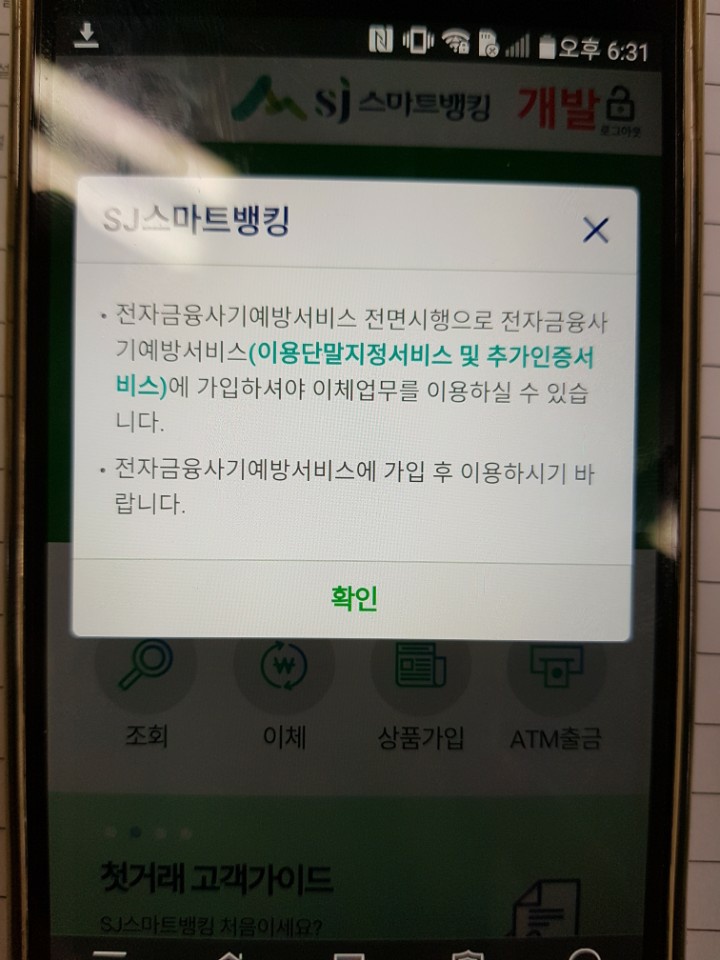 오후 6:31
sj 스마트뱅킹 개발
로그아웃
SJ스마트뱅킹
· 전자금융사기예방서비스 전면시행으로 전자금융사
기예방서비스(이용단말지정서비스 및 추가인증서
비스)에 가입하셔야 이체업무를 이용하실 수 있습
니다.
· 전자금융사기예방서비스에 가입 후 이용하시기 바
랍니다.
확인
조회 이체 상품가입 ATM출금
첫거래 고객가이드
SJ스마트뱅킹 처음이세요?